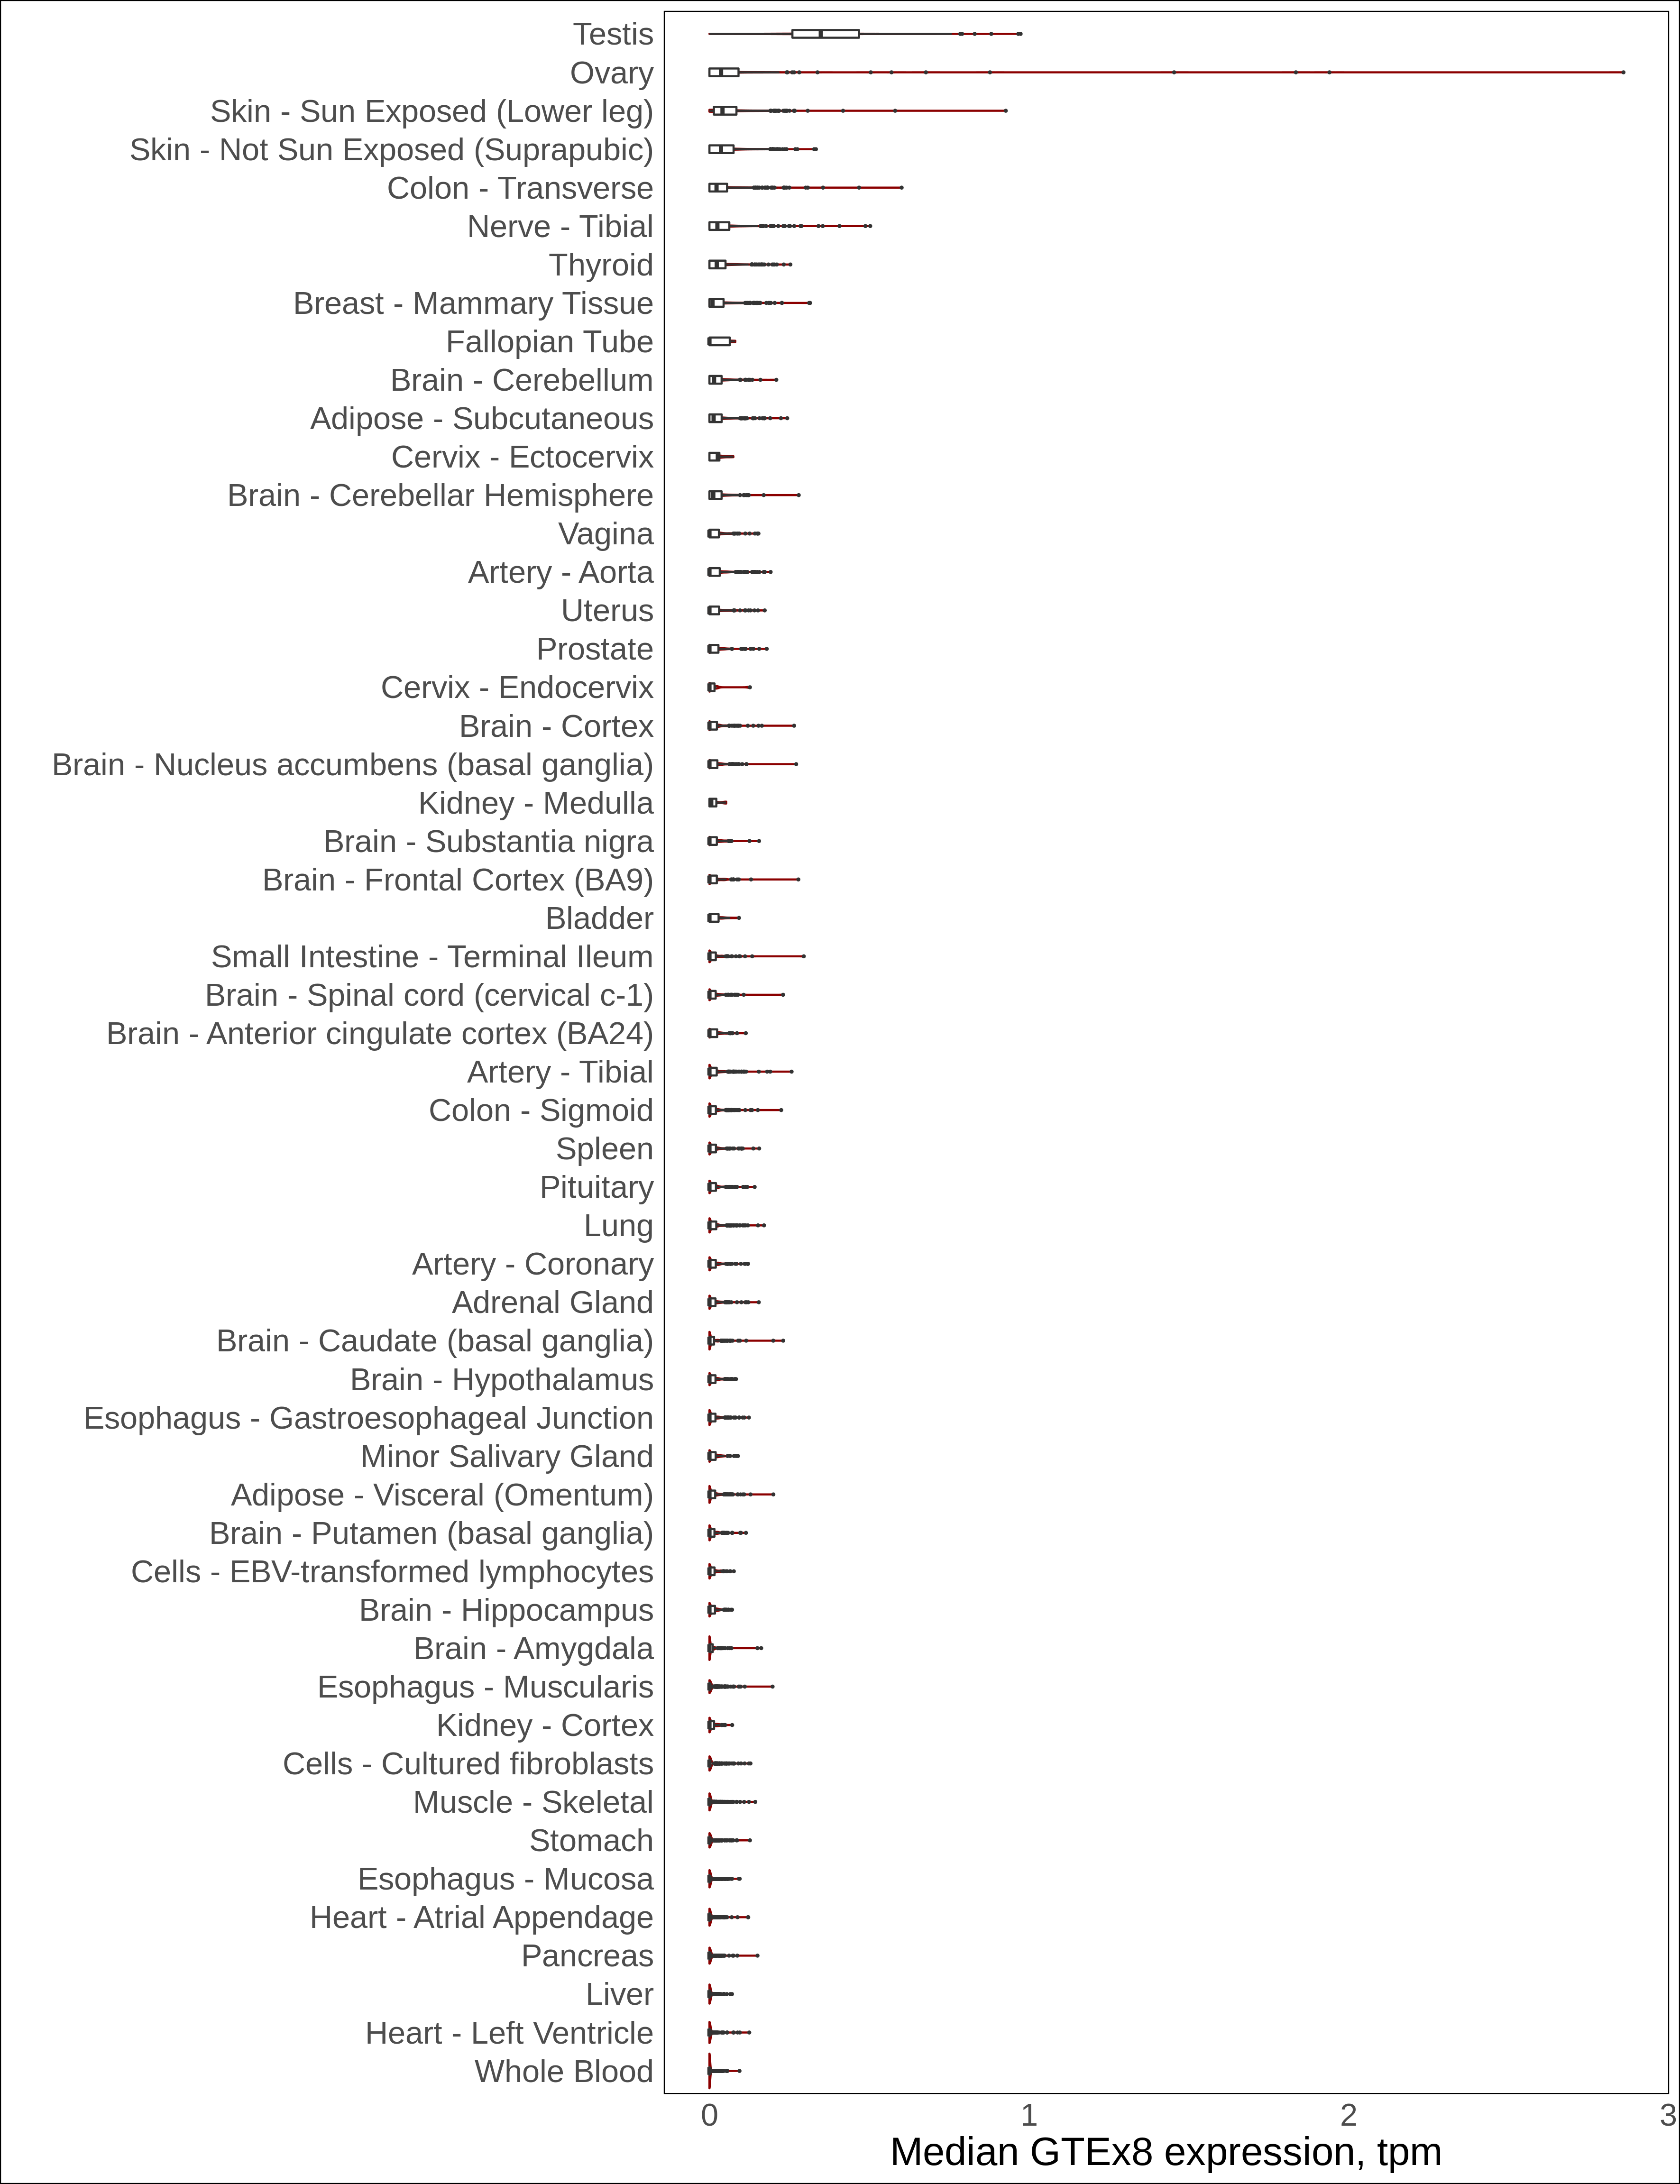 Testis
Ovary
Skin - Sun Exposed (Lower leg)
Skin - Not Sun Exposed (Suprapubic)
Colon - Transverse
Nerve - Tibial
Thyroid
Breast - Mammary Tissue
Fallopian Tube
Brain - Cerebellum
Adipose - Subcutaneous
Cervix - Ectocervix
Brain - Cerebellar Hemisphere
Vagina
Artery - Aorta
Uterus
Prostate
Cervix - Endocervix
Brain - Cortex
Brain - Nucleus accumbens (basal ganglia)
Kidney - Medulla
Brain - Substantia nigra
Brain - Frontal Cortex (BA9)
Bladder
Small Intestine - Terminal Ileum
Brain - Spinal cord (cervical c-1)
Brain - Anterior cingulate cortex (BA24)
Artery - Tibial
Colon - Sigmoid
Spleen
Pituitary
Lung
Artery - Coronary
Adrenal Gland
Brain - Caudate (basal ganglia)
Brain - Hypothalamus
Esophagus - Gastroesophageal Junction
Minor Salivary Gland
Adipose - Visceral (Omentum)
Brain - Putamen (basal ganglia)
Cells - EBV-transformed lymphocytes
Brain - Hippocampus
Brain - Amygdala
Esophagus - Muscularis
Kidney - Cortex
Cells - Cultured fibroblasts
Muscle - Skeletal
Stomach
Esophagus - Mucosa
Heart - Atrial Appendage
Pancreas
Liver
Heart - Left Ventricle
Whole Blood
0 1 2 3
Median GTEx8 expression, tpm